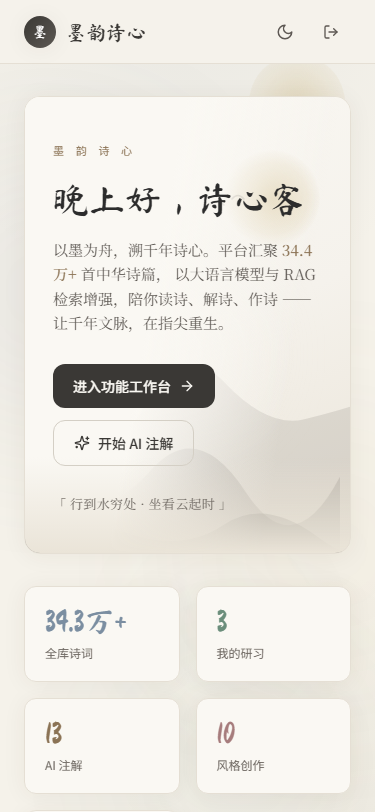 墨
墨韵诗心
墨韵诗心
晚上好，诗心客
以墨为舟，溯千年诗心。平台汇聚 34.4
万+ 首中华诗篇， 以大语言模型与 RAG
检索增强，陪你读诗、解诗、作诗 ——
让千年文脉，在指尖重生。
进入功能工作台
开始 AI 注解
「 行到水穷处 · 坐看云起时 」
34.3万+
全库诗词
3
我的研习
13
AI 注解
10
风格创作